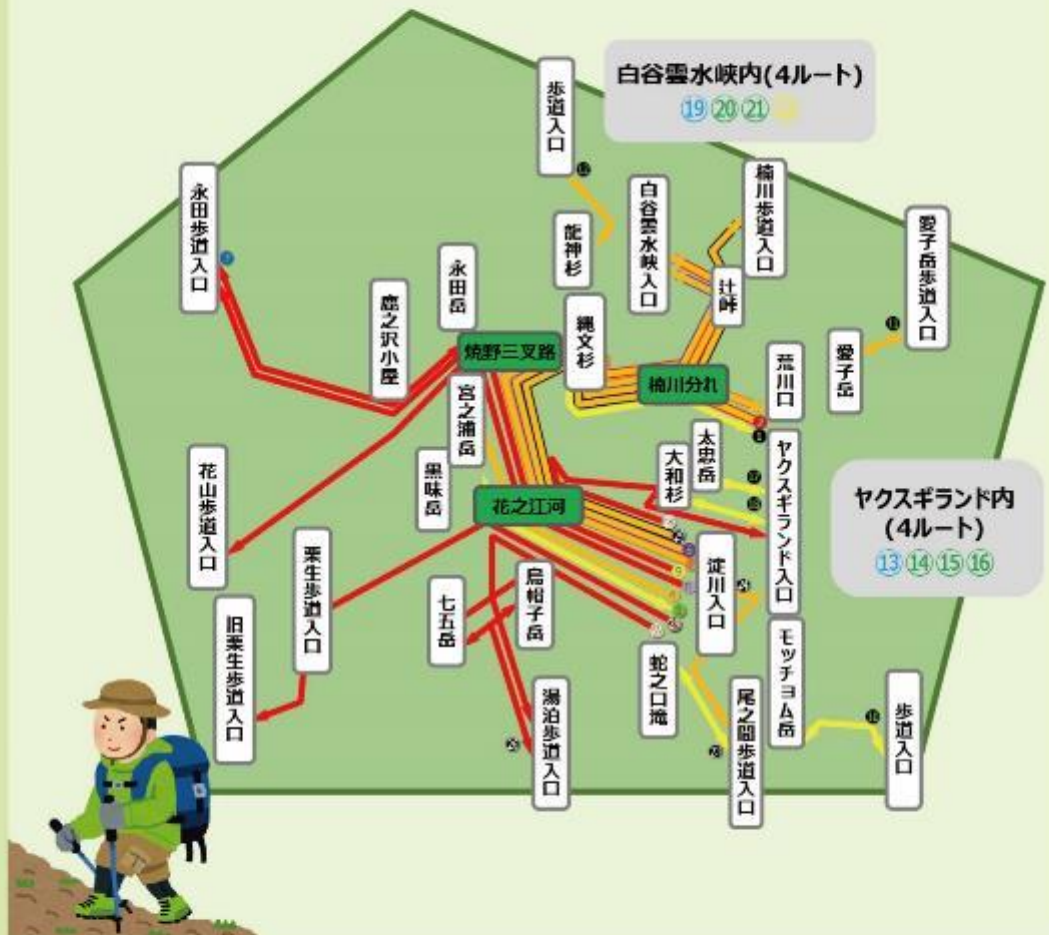 白谷雲水峡内(4ルート)
⑲⑳㉑
歩道入口
⑫
龍神杉
白谷雲水峡入口
楠川歩道入口
辻峠
愛子岳歩道入口
⑪
愛子岳
永田歩道入口
鹿之沢小屋
永田岳
焼野三叉路
縄文杉
楠川分れ
荒川口
宮之浦岳
黒味岳
花之江河
太忠岳
大和杉
ヤクスギランド入口
ヤクスギランド内
(4ルート)
⑬⑭⑮⑯
花山歩道入口
栗生歩道入口
旧栗生歩道入口
七五岳
烏帽子岳
淀川入口
蛇之口滝
湯泊歩道入口
尾之間歩道入口
モッチョム岳
歩道入口